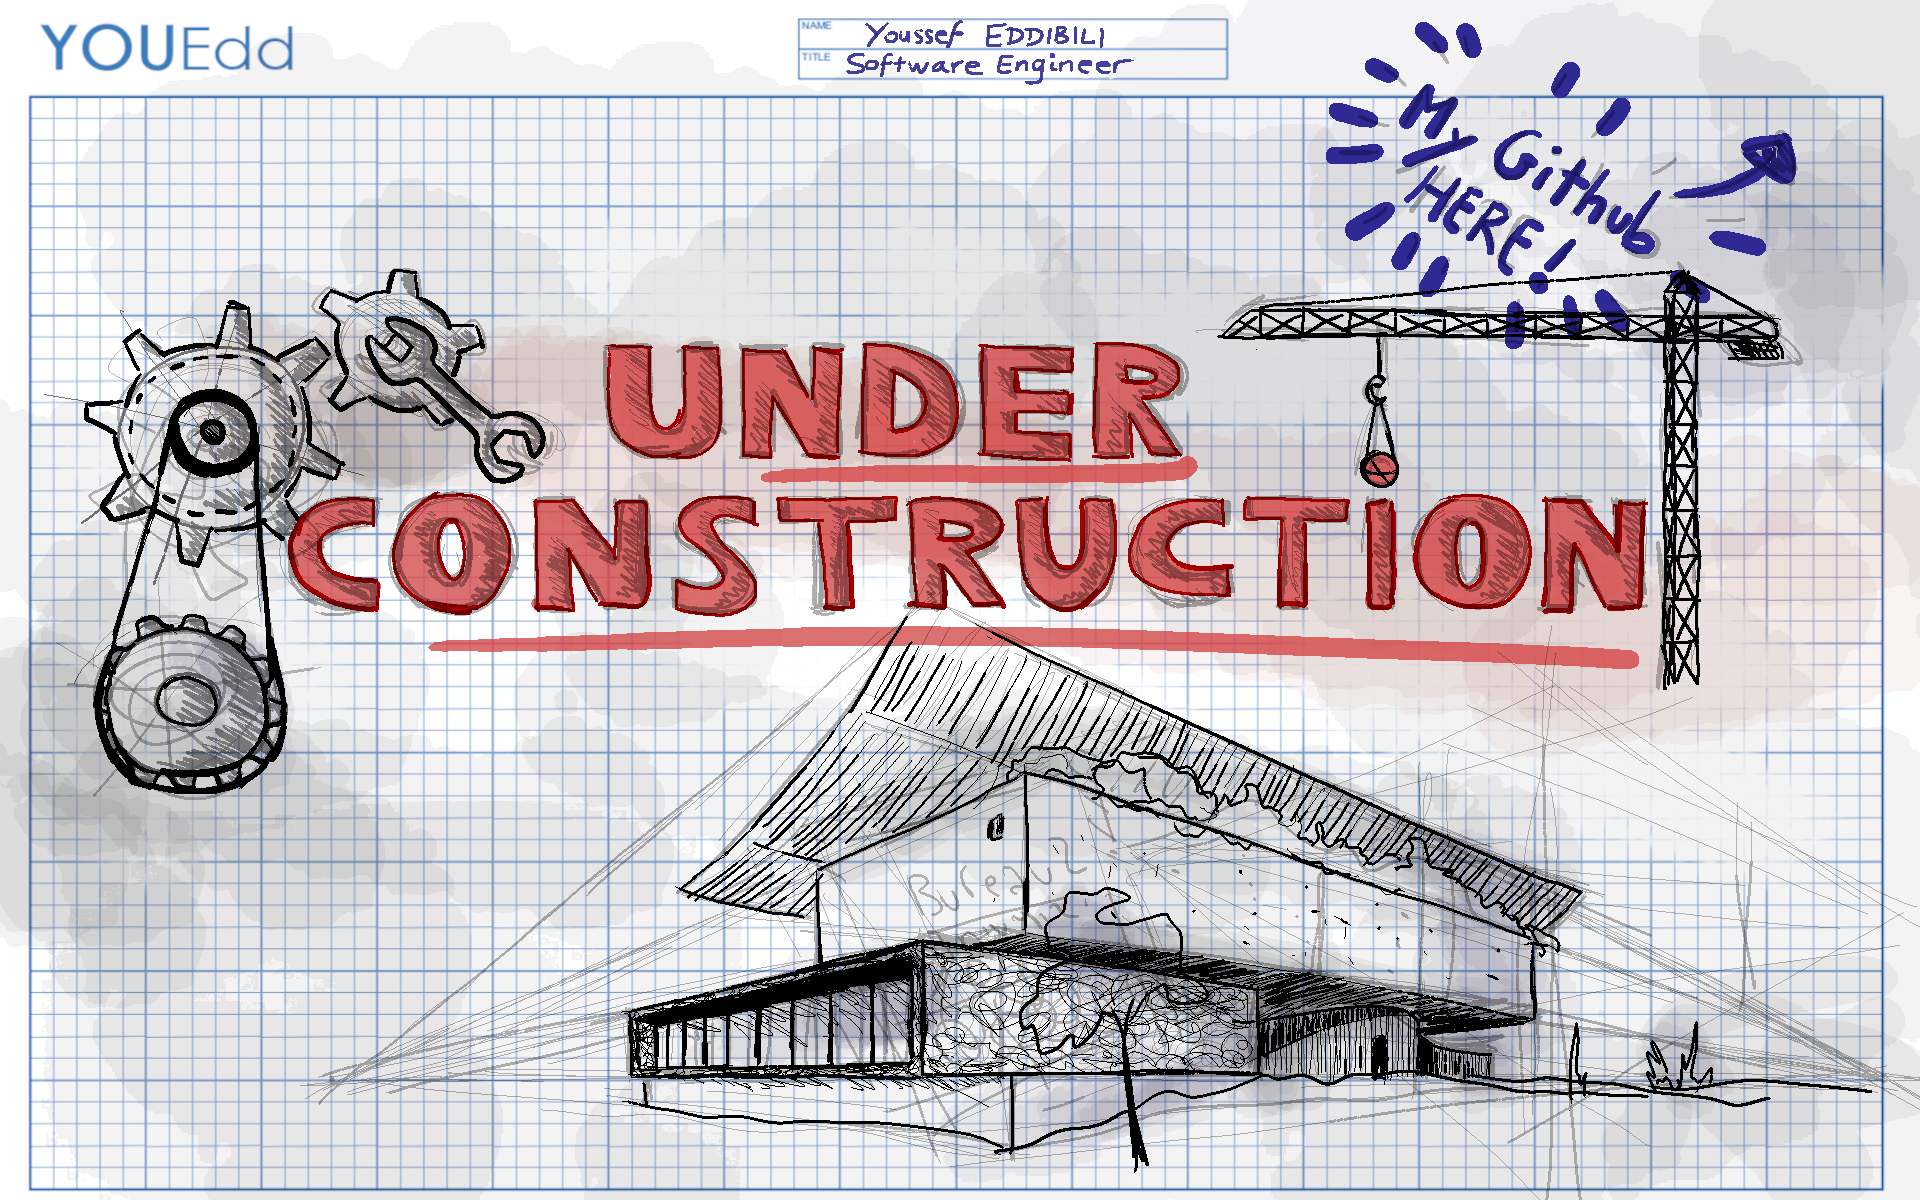 YOUEdd
NAME Youssef EDDIBILI
TITLE Software Engineer
My Github
HERE!
UNDER
CONSTRUCTION